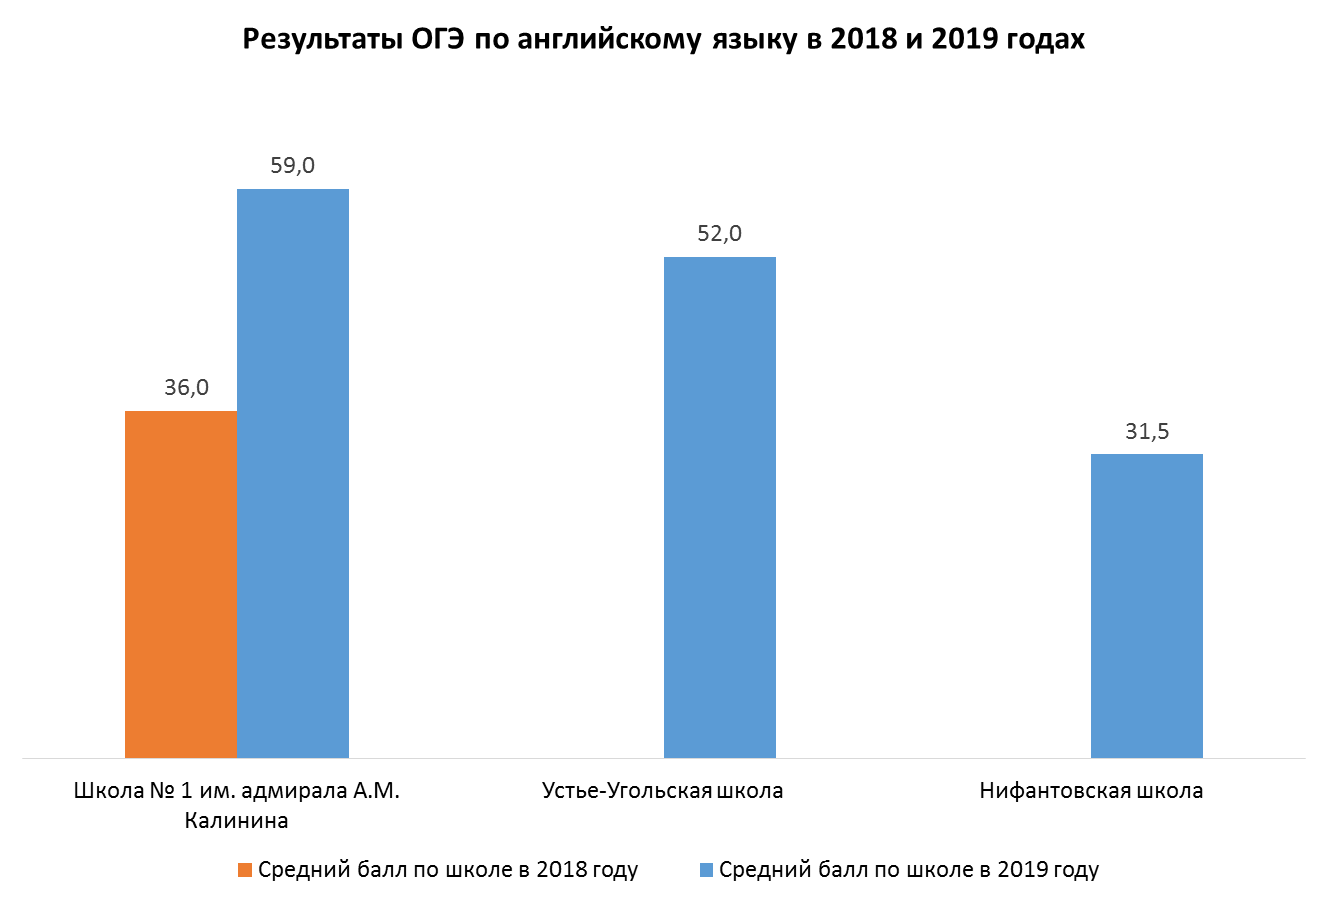 Результаты ОГЭ по английскому языку в 2018 и 2019 годах
59,0
52,0
36,0
31,5
Школа № 1 им. адмирала А.М.
Калинина
Устье-Угольская школа
Нифантовская школа
Средний балл по школе в 2018 году
Средний балл по школе в 2019 году